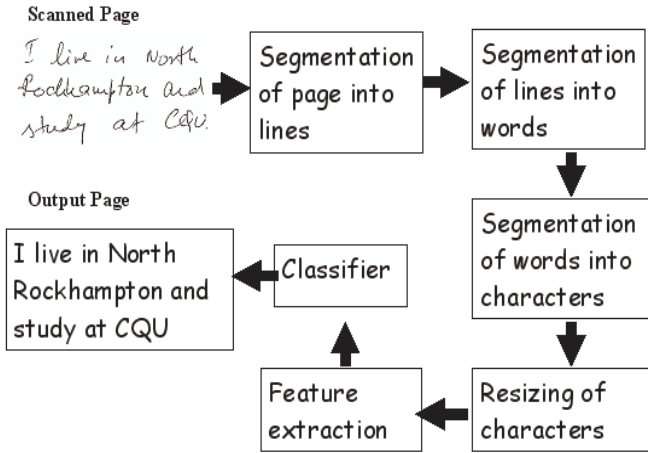 Scanned Page
I live in North
Rockhampton and
study at CQU.
Segmentation
of page into
lines
Segmentation
of lines into
words
Segmentation
of words into
characters
Resizing of
characters
Feature
extraction
Classifier
Output Page
I live in North
Rockhampton and
study at CQU